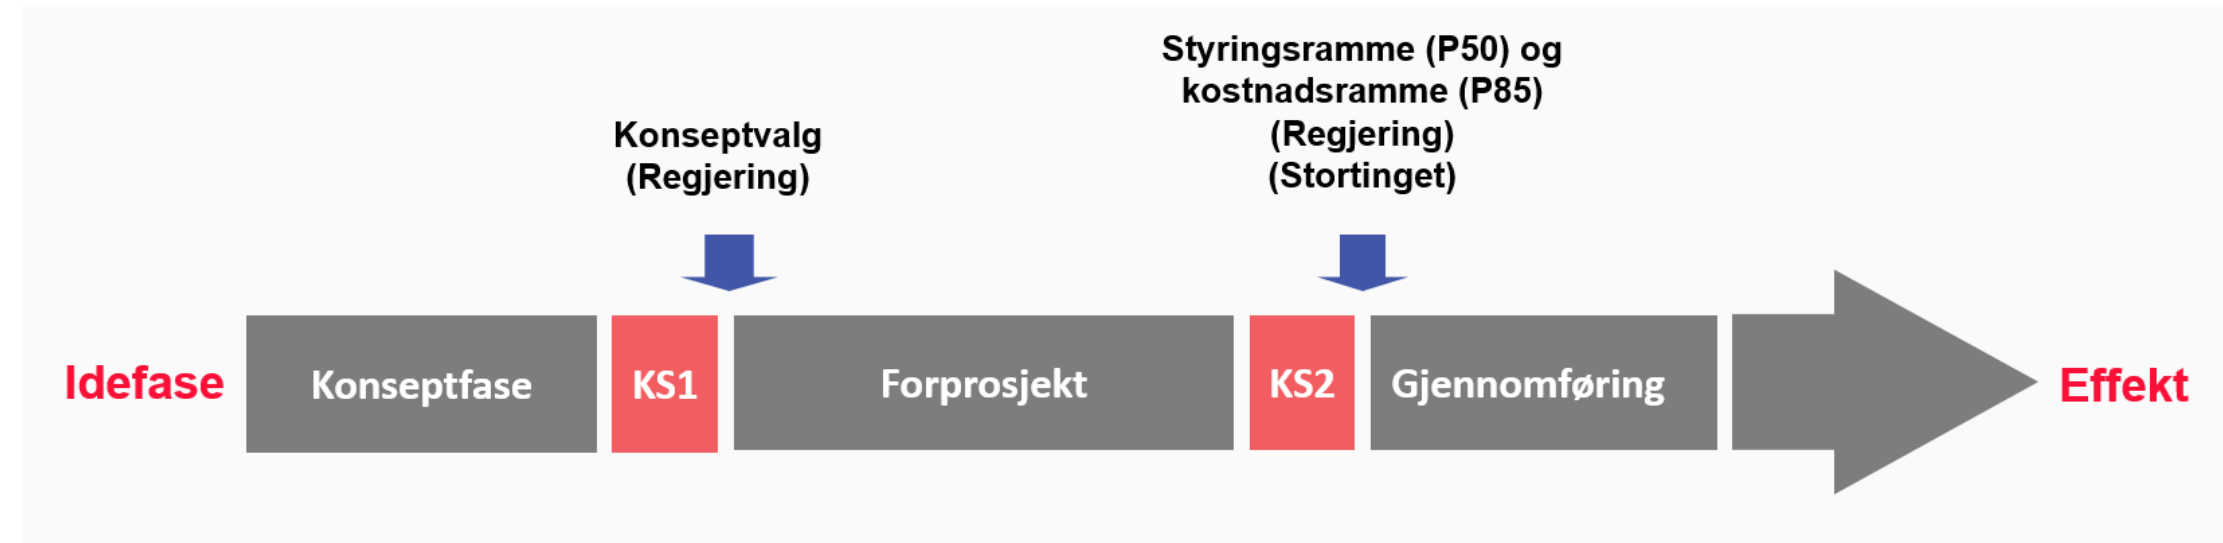 Styringsramme (P50) og
kostnadsramme (P85)
(Regjering)
(Stortinget)
Konseptvalg
(Regjering)
Idefase
Konseptfase
KS1
Forprosjekt
KS2
Gjennomføring
Effekt